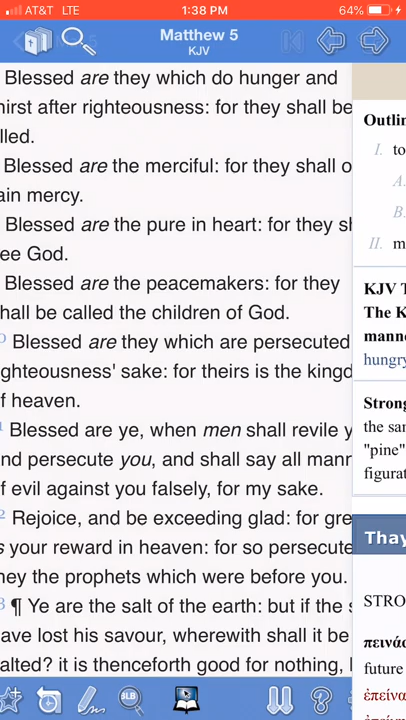 AT&T LTE 1:38 PM 64%
Matthew 5
KJV
Blessed are they which do hunger and
hirst after righteousness: for they shall be
lled.
Blessed are the merciful: for they shall o
ain mercy.
Blessed are the pure in heart: for they sh
ee God.
Blessed are the peacemakers: for they
hall be called the children of God.
0 Blessed are they which are persecuted
ghteousness' sake: for theirs is the kingd
f heaven.
1 Blessed are ye, when men shall revile y
nd persecute you, and shall say all mann
f evil against you falsely, for my sake.
2 Rejoice, and be exceeding glad: for gre
s your reward in heaven: for so persecute
hey the prophets which were before you.
3 ¶ Ye are the salt of the earth: but if the s
ave lost his savour, wherewith shall it be
alted? it is thenceforth good for nothing,
Outlin
I. to
A.
B.
II. m
KJV T
The K
manne
hungry
Strong
the sar
"pine"
figurat
Thay
STRO
πεινάα
future
ἐπείνα
BLB